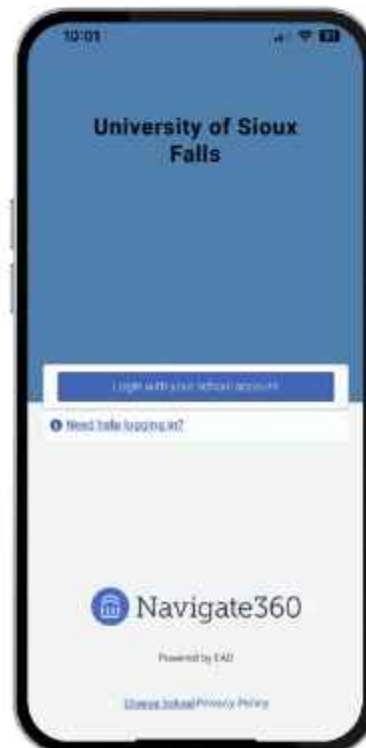 10:01
University of Sioux
Falls
Login with your school account
Need help logging in?
Navigate360
Powered by EAB
Change School Privacy Policy